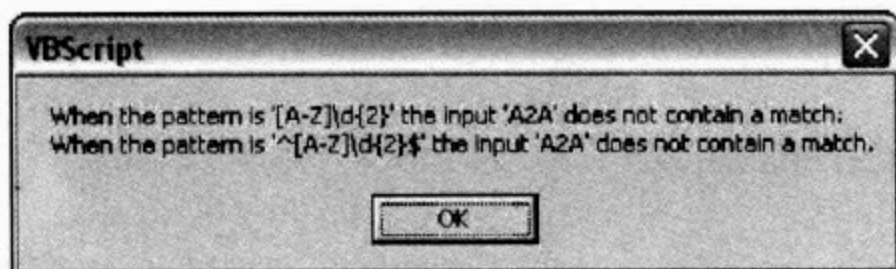 VBScript
When the pattern is '[A-Z]\d{2}' the input 'A2A' does not contain a match.
When the pattern is '^[A-Z]\d{2}$' the input 'A2A' does not contain a match.
OK